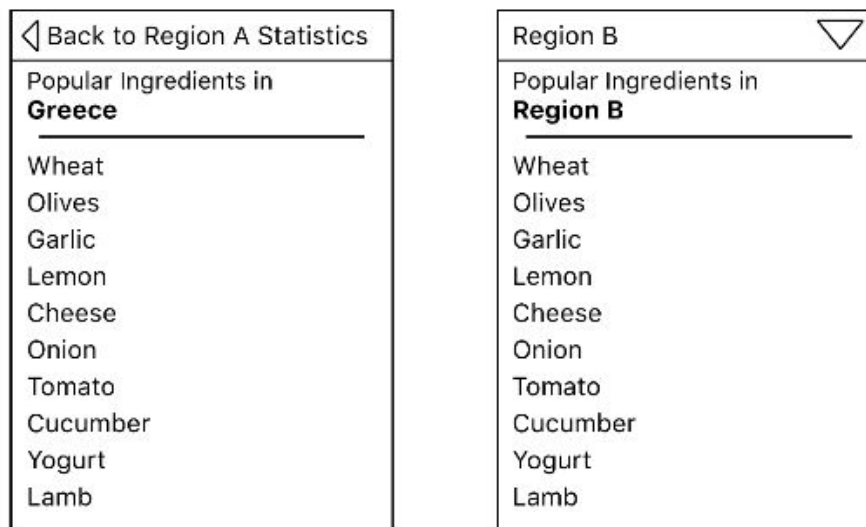 Back to Region A Statistics
Popular Ingredients in
Greece
Wheat
Olives
Garlic
Lemon
Cheese
Onion
Tomato
Cucumber
Yogurt
Lamb
Region B
Popular Ingredients in
Region B
Wheat
Olives
Garlic
Lemon
Cheese
Onion
Tomato
Cucumber
Yogurt
Lamb